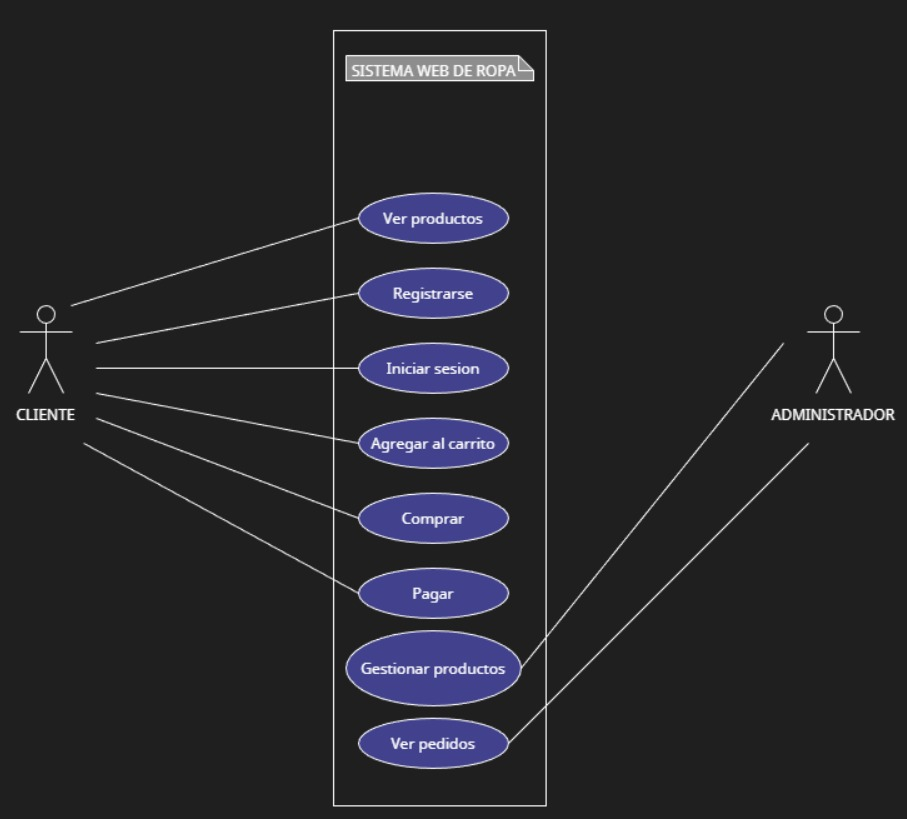 SISTEMA WEB DE ROPA
Ver productos
Registrarse
Iniciar sesion
Agregar al carrito
Comprar
Pagar
Gestionar productos
Ver pedidos
CLIENTE
ADMINISTRADOR